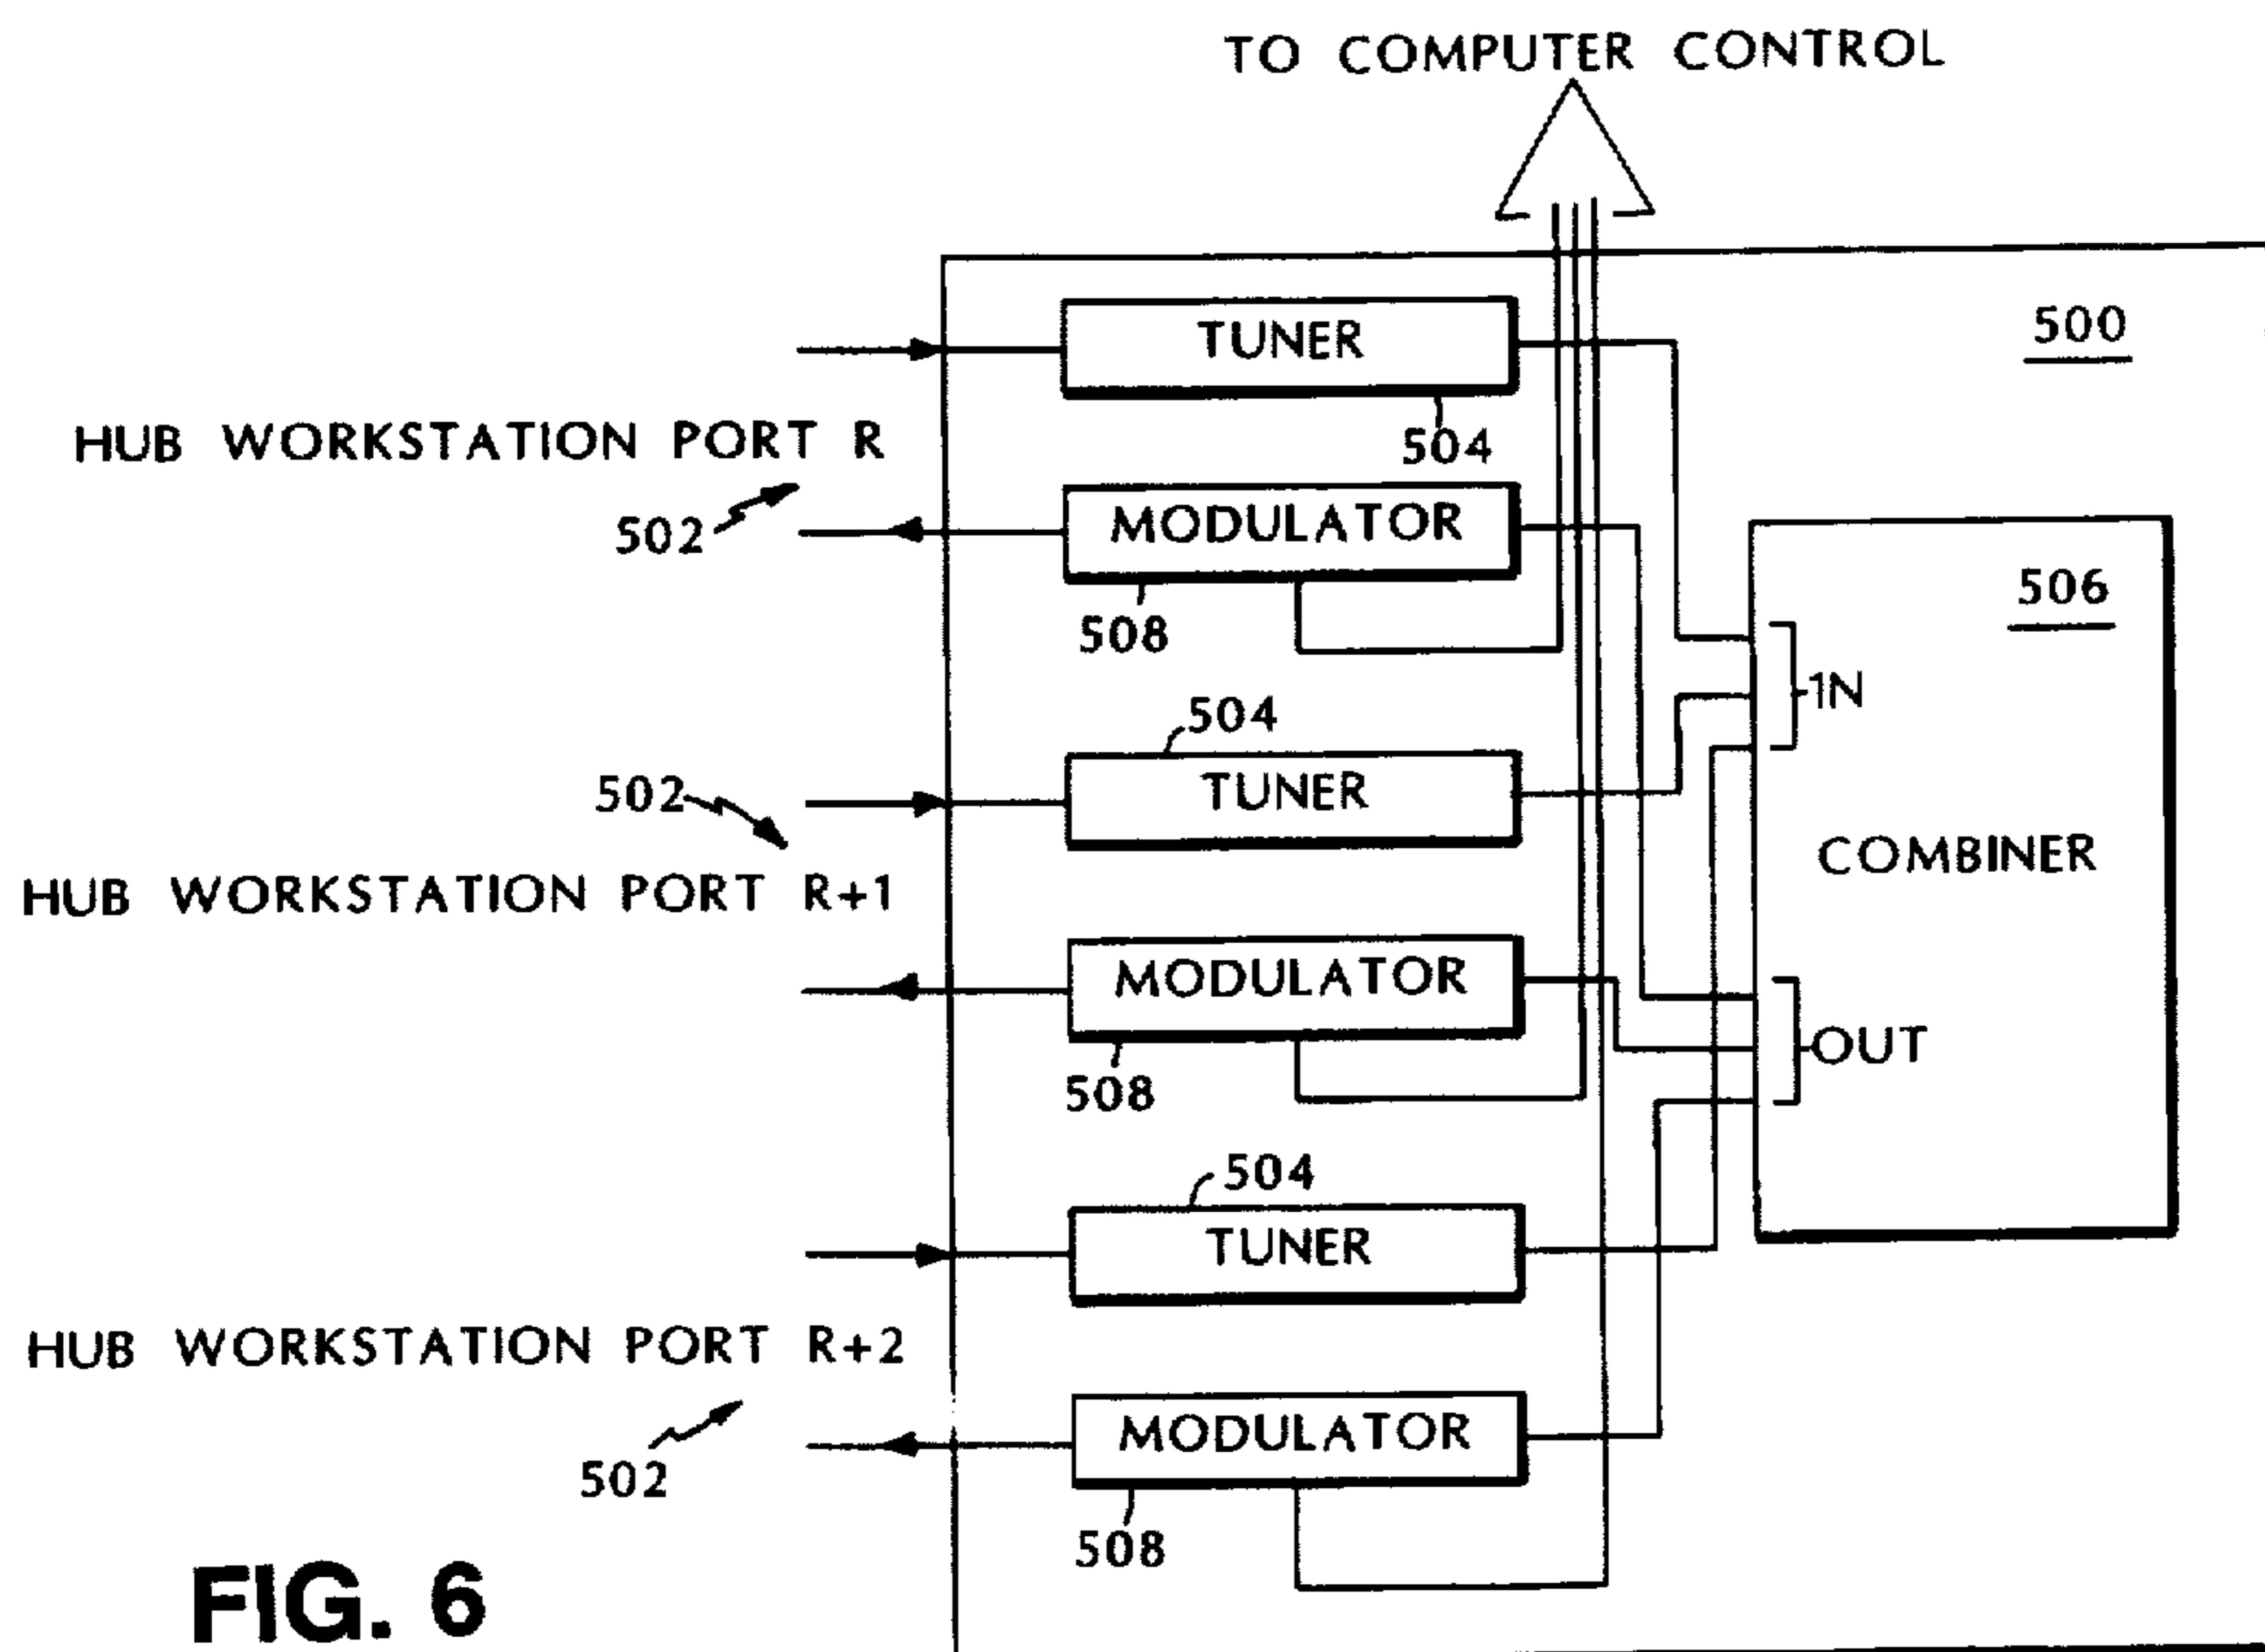 TO COMPUTER CONTROL
500
TUNER
504
HUB WORKSTATION PORT R
502
MODULATOR
508
506
IN
504
TUNER
502
COMBINER
HUB WORKSTATION PORT R+1
MODULATOR
508
OUT
504
TUNER
HUB WORKSTATION PORT R+2
MODULATOR
502
508
FIG. 6